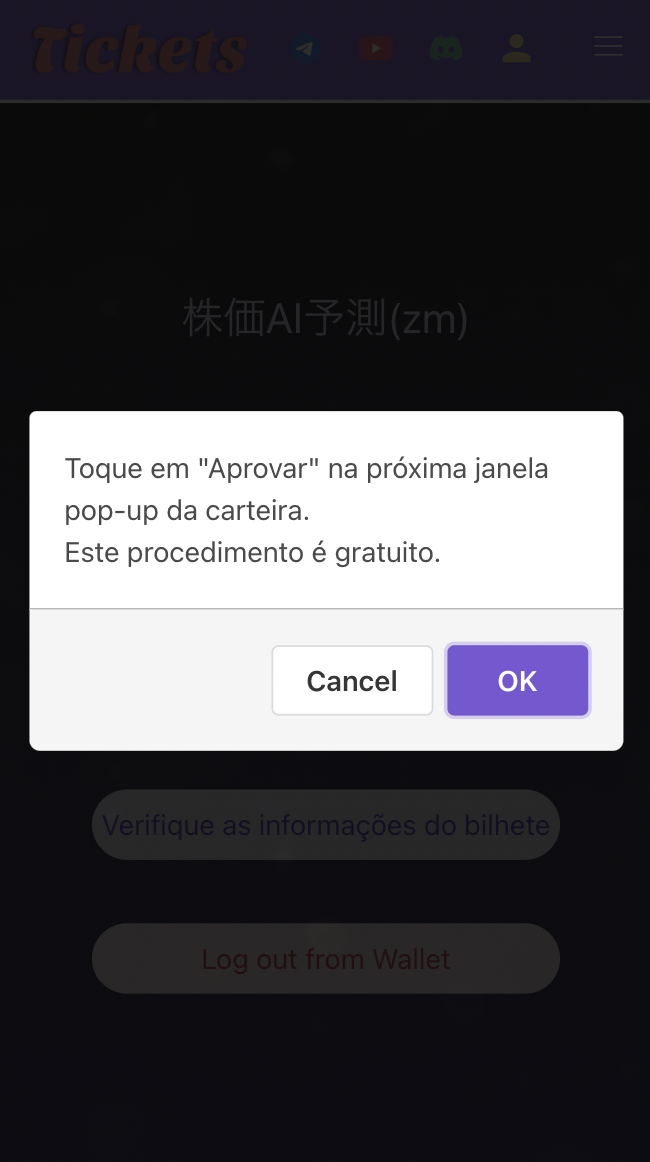 Tickets
株価AI予測(zm)
Toque em "Aprovar" na próxima janela
pop-up da carteira.
Este procedimento é gratuito.
Cancel
OK
Verifique as informações do bilhete
Log out from Wallet